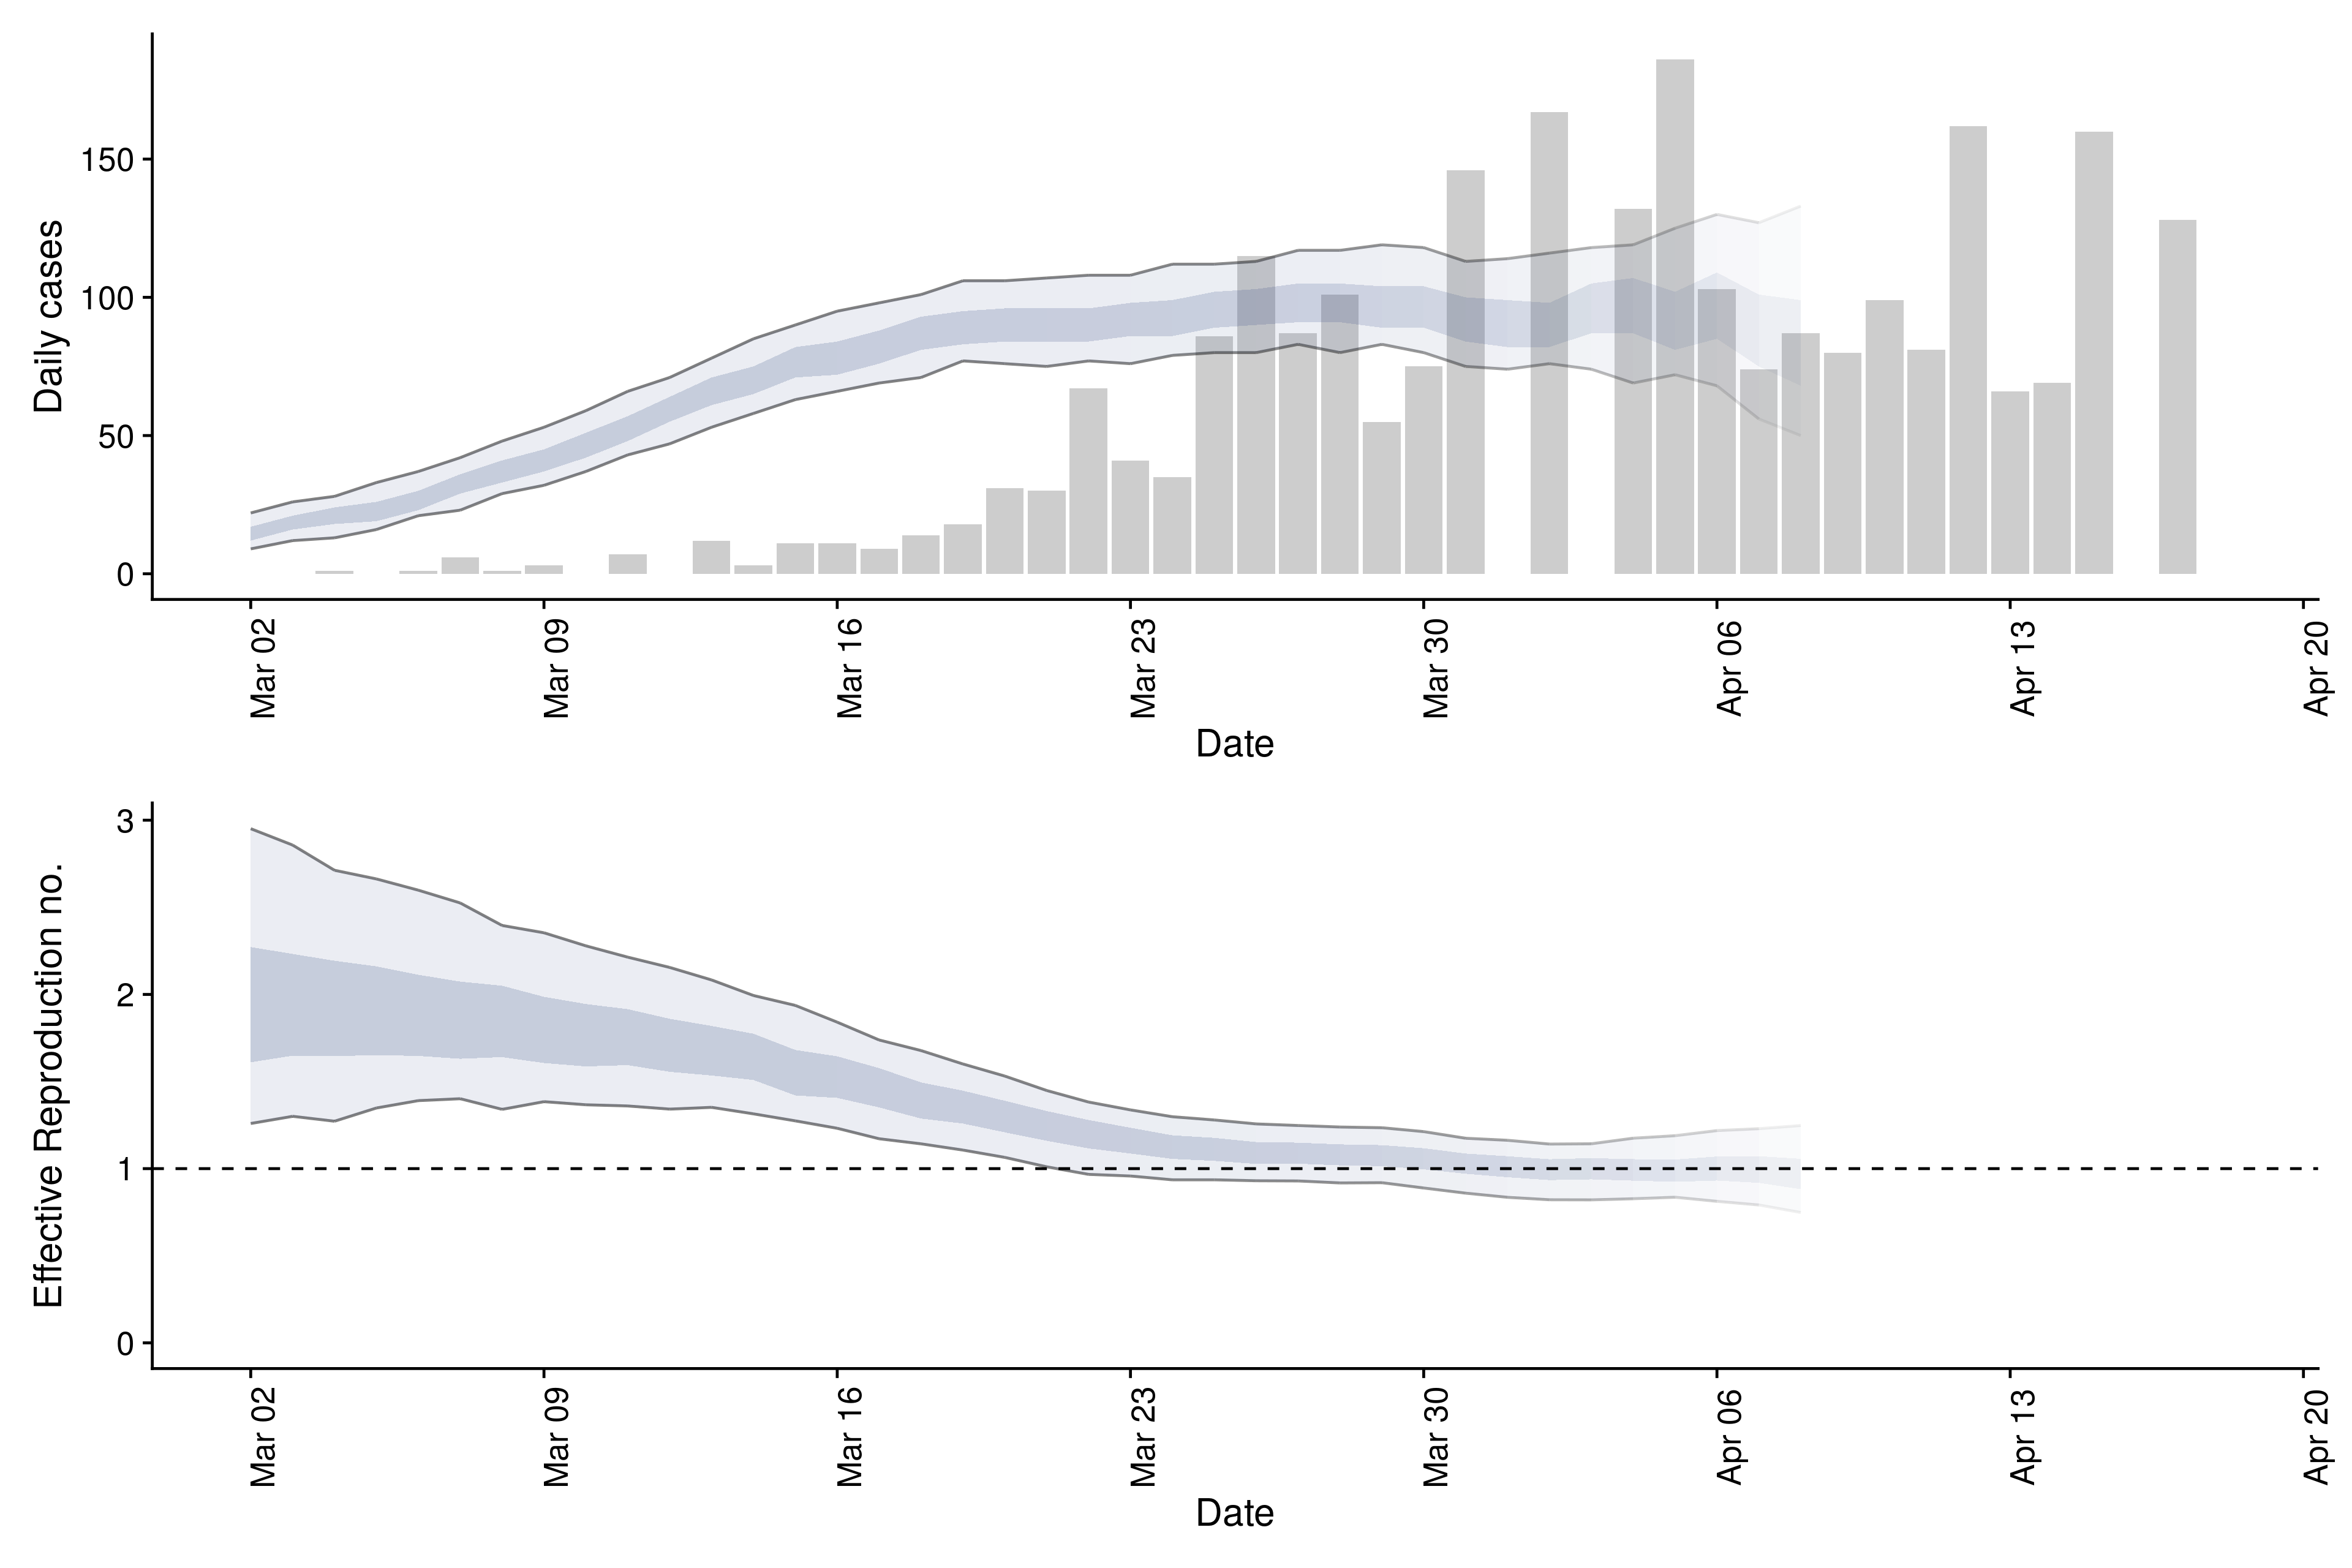 Daily cases
150
100
50
0
Mar 02
Mar 09
Mar 16
Mar 23
Mar 30
Apr 06
Apr 13
Apr 20
Date
Effective Reproduction no.
3
2
1
0
Mar 02
Mar 09
Mar 16
Mar 23
Mar 30
Apr 06
Apr 13
Apr 20
Date